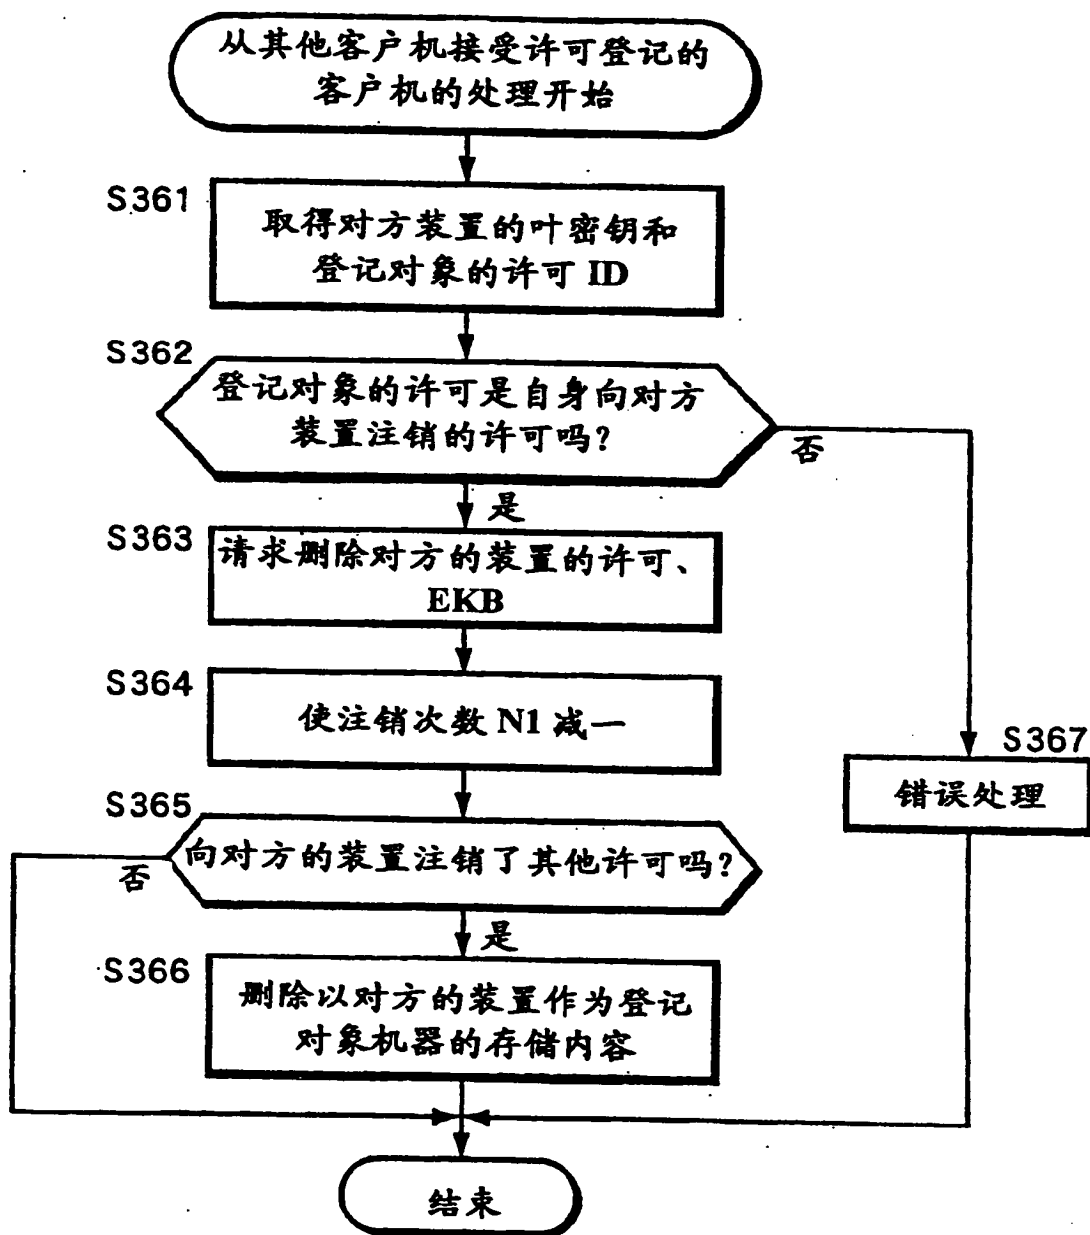 从其他客户机接受许可登记的
客户机的处理开始
S361
取得对方装置的叶密钥和
登记对象的许可 ID
S362
登记对象的许可是自身向对方
装置注销的许可吗?
否
是
S363
请求删除对方的装置的许可、
EKB
S364
使注销次数 N1 减一
S367
错误处理
S365
向对方的装置注销了其他许可吗?
否
是
S366
删除以对方的装置作为登记
对象机器的存储内容
结束